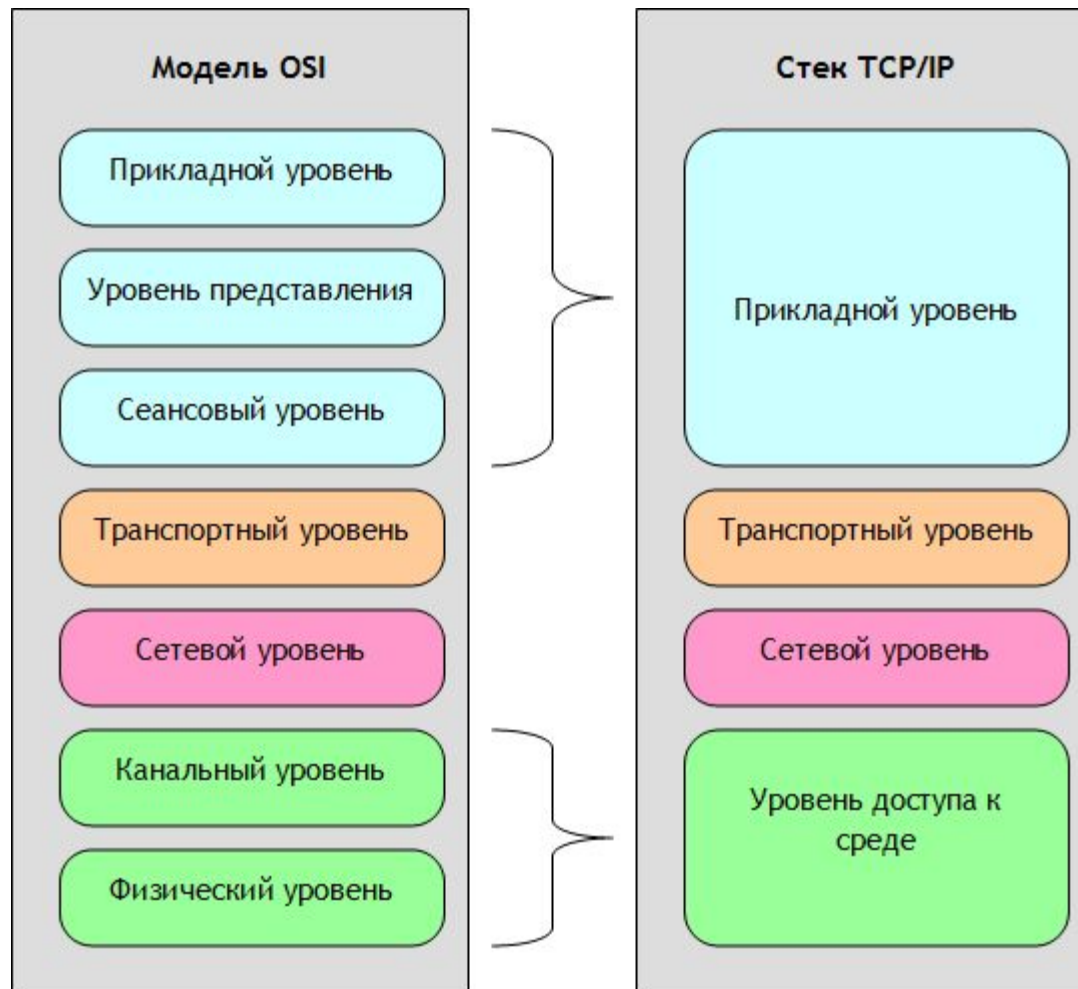 Модель OSI
Прикладной уровень
Уровень представления
Сеансовый уровень
Транспортный уровень
Сетевой уровень
Канальный уровень
Физический уровень
Стек TCP/IP
Прикладной уровень
Транспортный уровень
Сетевой уровень
Уровень доступа к
среде